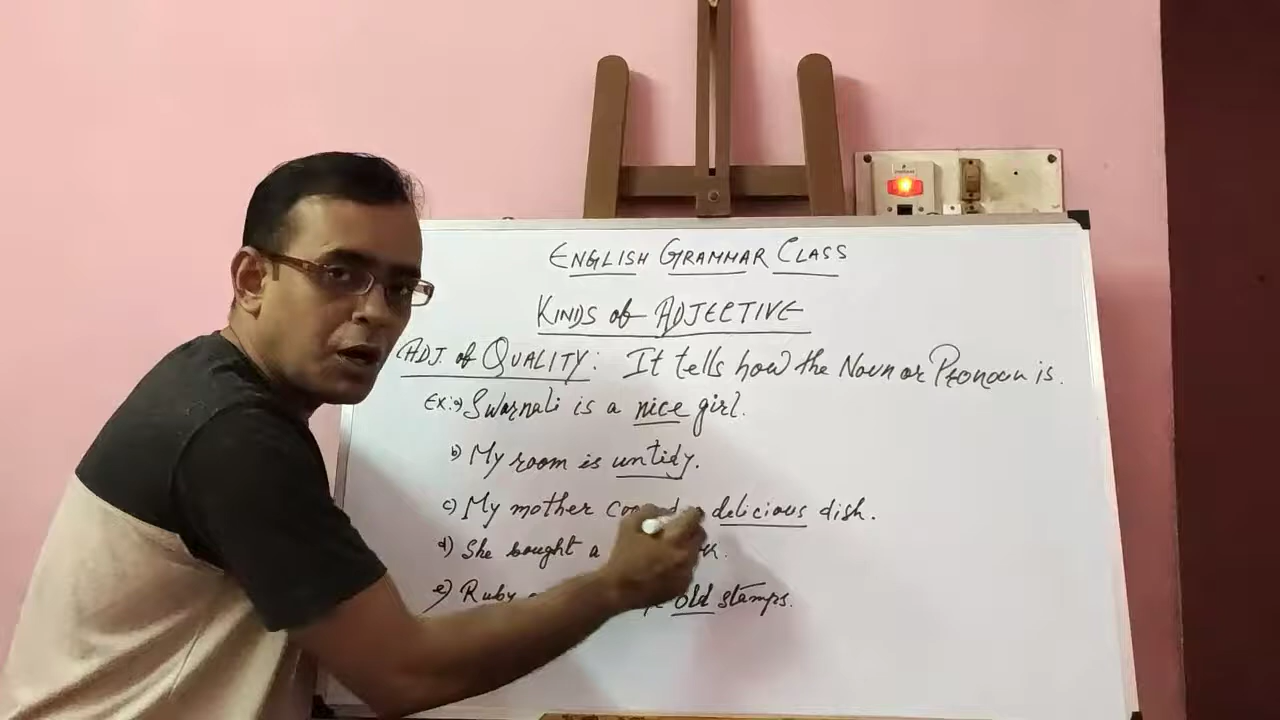 ENGLISH GRAMMAR CLASS
KINDS of ADJECTIVE
ADJ. of QUALITY: It tells how the Noun or Pronoun is.
Ex: a) Swarnali is a nice girl.
b) My room is untidy.
c) My mother delicious dish.
d) She bought a
e) Ruby old stamps.